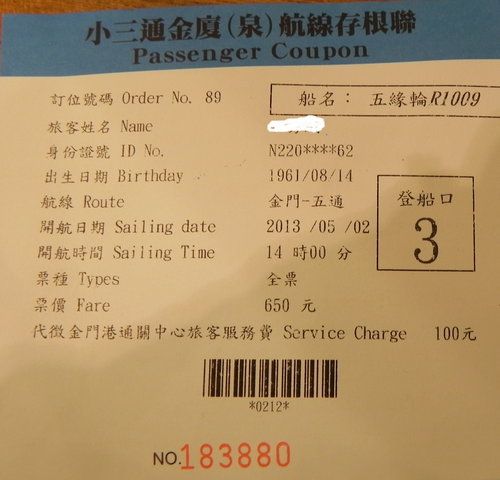 小三通金廈(泉)航線存根聯
Passenger Coupon
訂位號碼 Order No. 89
船名： 五緣輪R1009
旅客姓名 Name
身份證號 ID No. N220****62
出生日期 Birthday 1961/08/14
航線 Route 金門-五通
登船口
3
開航日期 Sailing date 2013 /05 /02
開航時間 Sailing Time 14 時00 分
票種 Types 全票
票價 Fare 650 元
代徵金門港通關中心旅客服務費 Service Charge 100元
*0212*
NO.183880